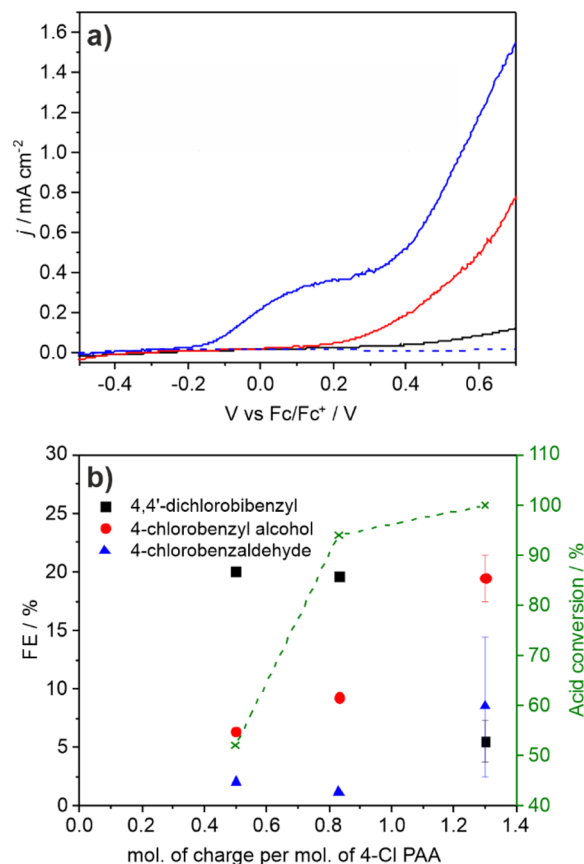 a)
j / mA cm⁻²
1.6
1.4
1.2
1.0
0.8
0.6
0.4
0.2
0.0
-0.4 -0.2 0.0 0.2 0.4 0.6
V vs Fc/Fc⁺ / V
b)
4,4'-dichlorobibenzyl
4-chlorobenzyl alcohol
4-chlorobenzaldehyde
FE / %
30
25
20
15
10
5
0
Acid conversion / %
110
100
90
80
70
60
50
40
0.0 0.2 0.4 0.6 0.8 1.0 1.2 1.4
mol. of charge per mol. of 4-Cl PAA